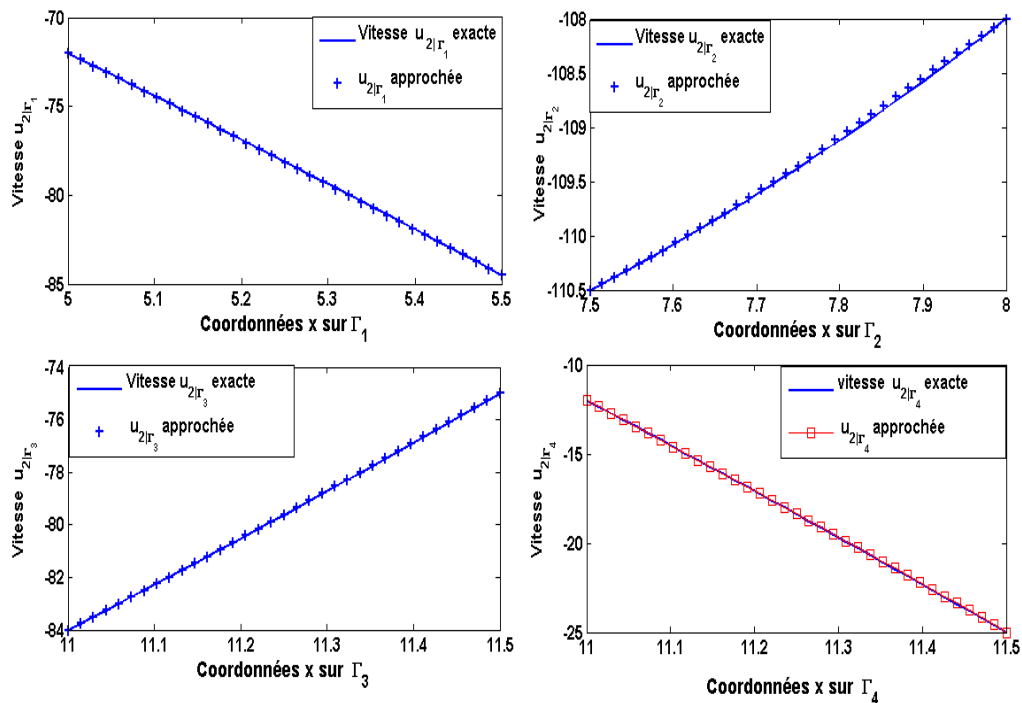 -70
-75
-80
-85
Vitesse u2|Γ1
Vitesse u2|Γ1 exacte
u2|Γ1 approchée
5 5.1 5.2 5.3 5.4 5.5
Coordonnées x sur Γ1
-108
-108.5
-109
-109.5
-110
-110.5
Vitesse u2|Γ2
Vitesse u2|Γ2 exacte
u2|Γ2 approchée
7.5 7.6 7.7 7.8 7.9 8
Coordonnées x sur Γ2
-74
-76
-78
-80
-82
-84
Vitesse u2|Γ3
Vitesse u2|Γ3 exacte
u2|Γ3 approchée
11 11.1 11.2 11.3 11.4 11.5
Coordonnées x sur Γ3
-10
-15
-20
-25
Vitesse u2|Γ4
vitesse u2|Γ4 exacte
u2|Γ4 approchée
11 11.1 11.2 11.3 11.4 11.5
Coordonnées x sur Γ4